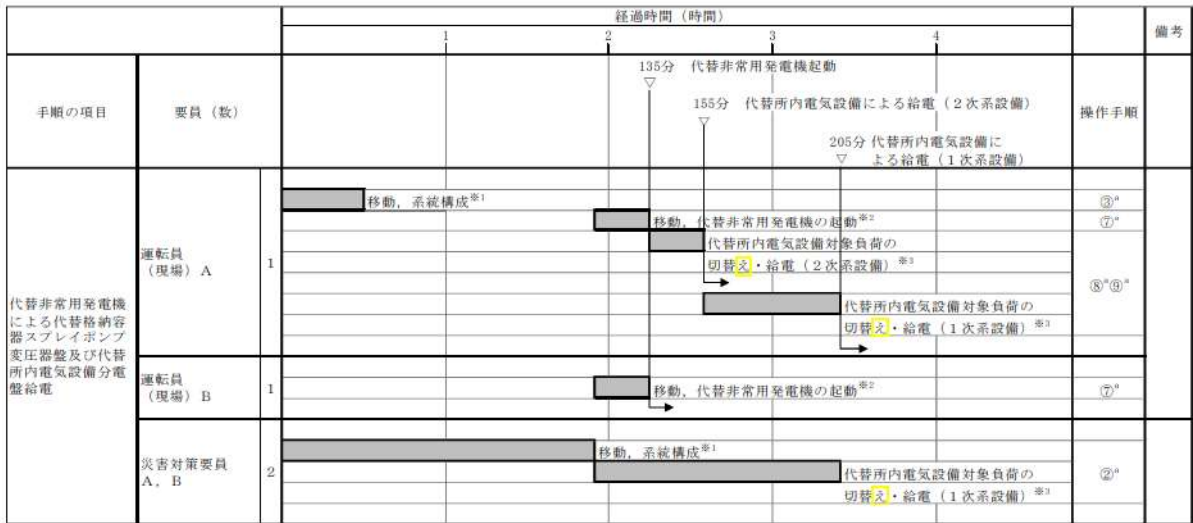 経過時間（時間）
備考
1
2
3
4
手順の項目
要員（数）
操作手順
135分 代替非常用発電機起動
▽
155分 代替所内電気設備による給電（２次系設備）
▽
205分 代替所内電気設備に
▽ よる給電（１次系設備）
代替非常用発電機
による代替格納容
器スプレイポンプ
変圧器盤及び代替
所内電気設備分電
盤給電
運転員
（現場）A
1
移動，系統構成※1
③a
移動，代替非常用発電機の起動※2
⑦a
代替所内電気設備対象負荷の
切替え・給電（２次系設備）※3
⑧a⑨a
代替所内電気設備対象負荷の
切替え・給電（１次系設備）※3
運転員
（現場）B
1
移動，代替非常用発電機の起動※2
⑦a
災害対策要員
A，B
2
移動，系統構成※1
代替所内電気設備対象負荷の
切替え・給電（１次系設備）※3
②a